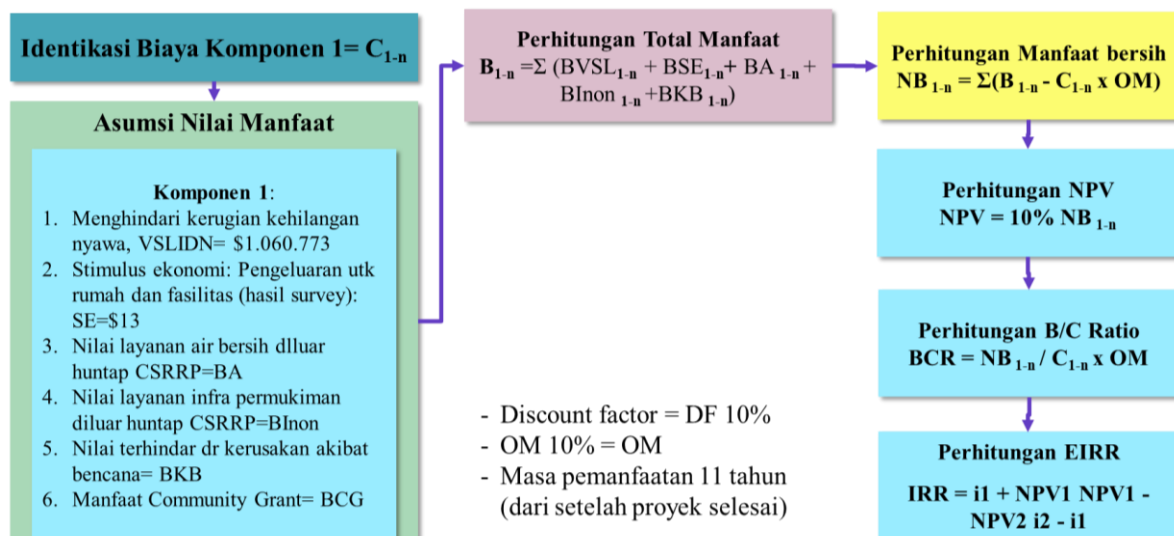 Identikasi Biaya Komponen 1= C1-n
Asumsi Nilai Manfaat
Komponen 1:
1. Menghindari kerugian kehilangan
nyawa, VSLIDN= $1.060.773
2. Stimulus ekonomi: Pengeluaran utk
rumah dan fasilitas (hasil survey):
SE=$13
3. Nilai layanan air bersih dlluar
huntap CSRRP=BA
4. Nilai layanan infra permukiman
diluar huntap CSRRP=BInon
5. Nilai terhindar dr kerusakan akibat
bencana= BKB
6. Manfaat Community Grant= BCG
Perhitungan Total Manfaat
B1-n =Σ (BVSL1-n + BSE1-n+ BA 1-n +
BInon 1-n +BKB 1-n)
- Discount factor = DF 10%
- OM 10% = OM
- Masa pemanfaatan 11 tahun
(dari setelah proyek selesai)
Perhitungan Manfaat bersih
NB 1-n = Σ(B 1-n - C1-n x OM)
Perhitungan NPV
NPV = 10% NB 1-n
Perhitungan B/C Ratio
BCR = NB 1-n / C1-n x OM
Perhitungan EIRR
IRR = i1 + NPV1 NPV1 -
NPV2 i2 - i1